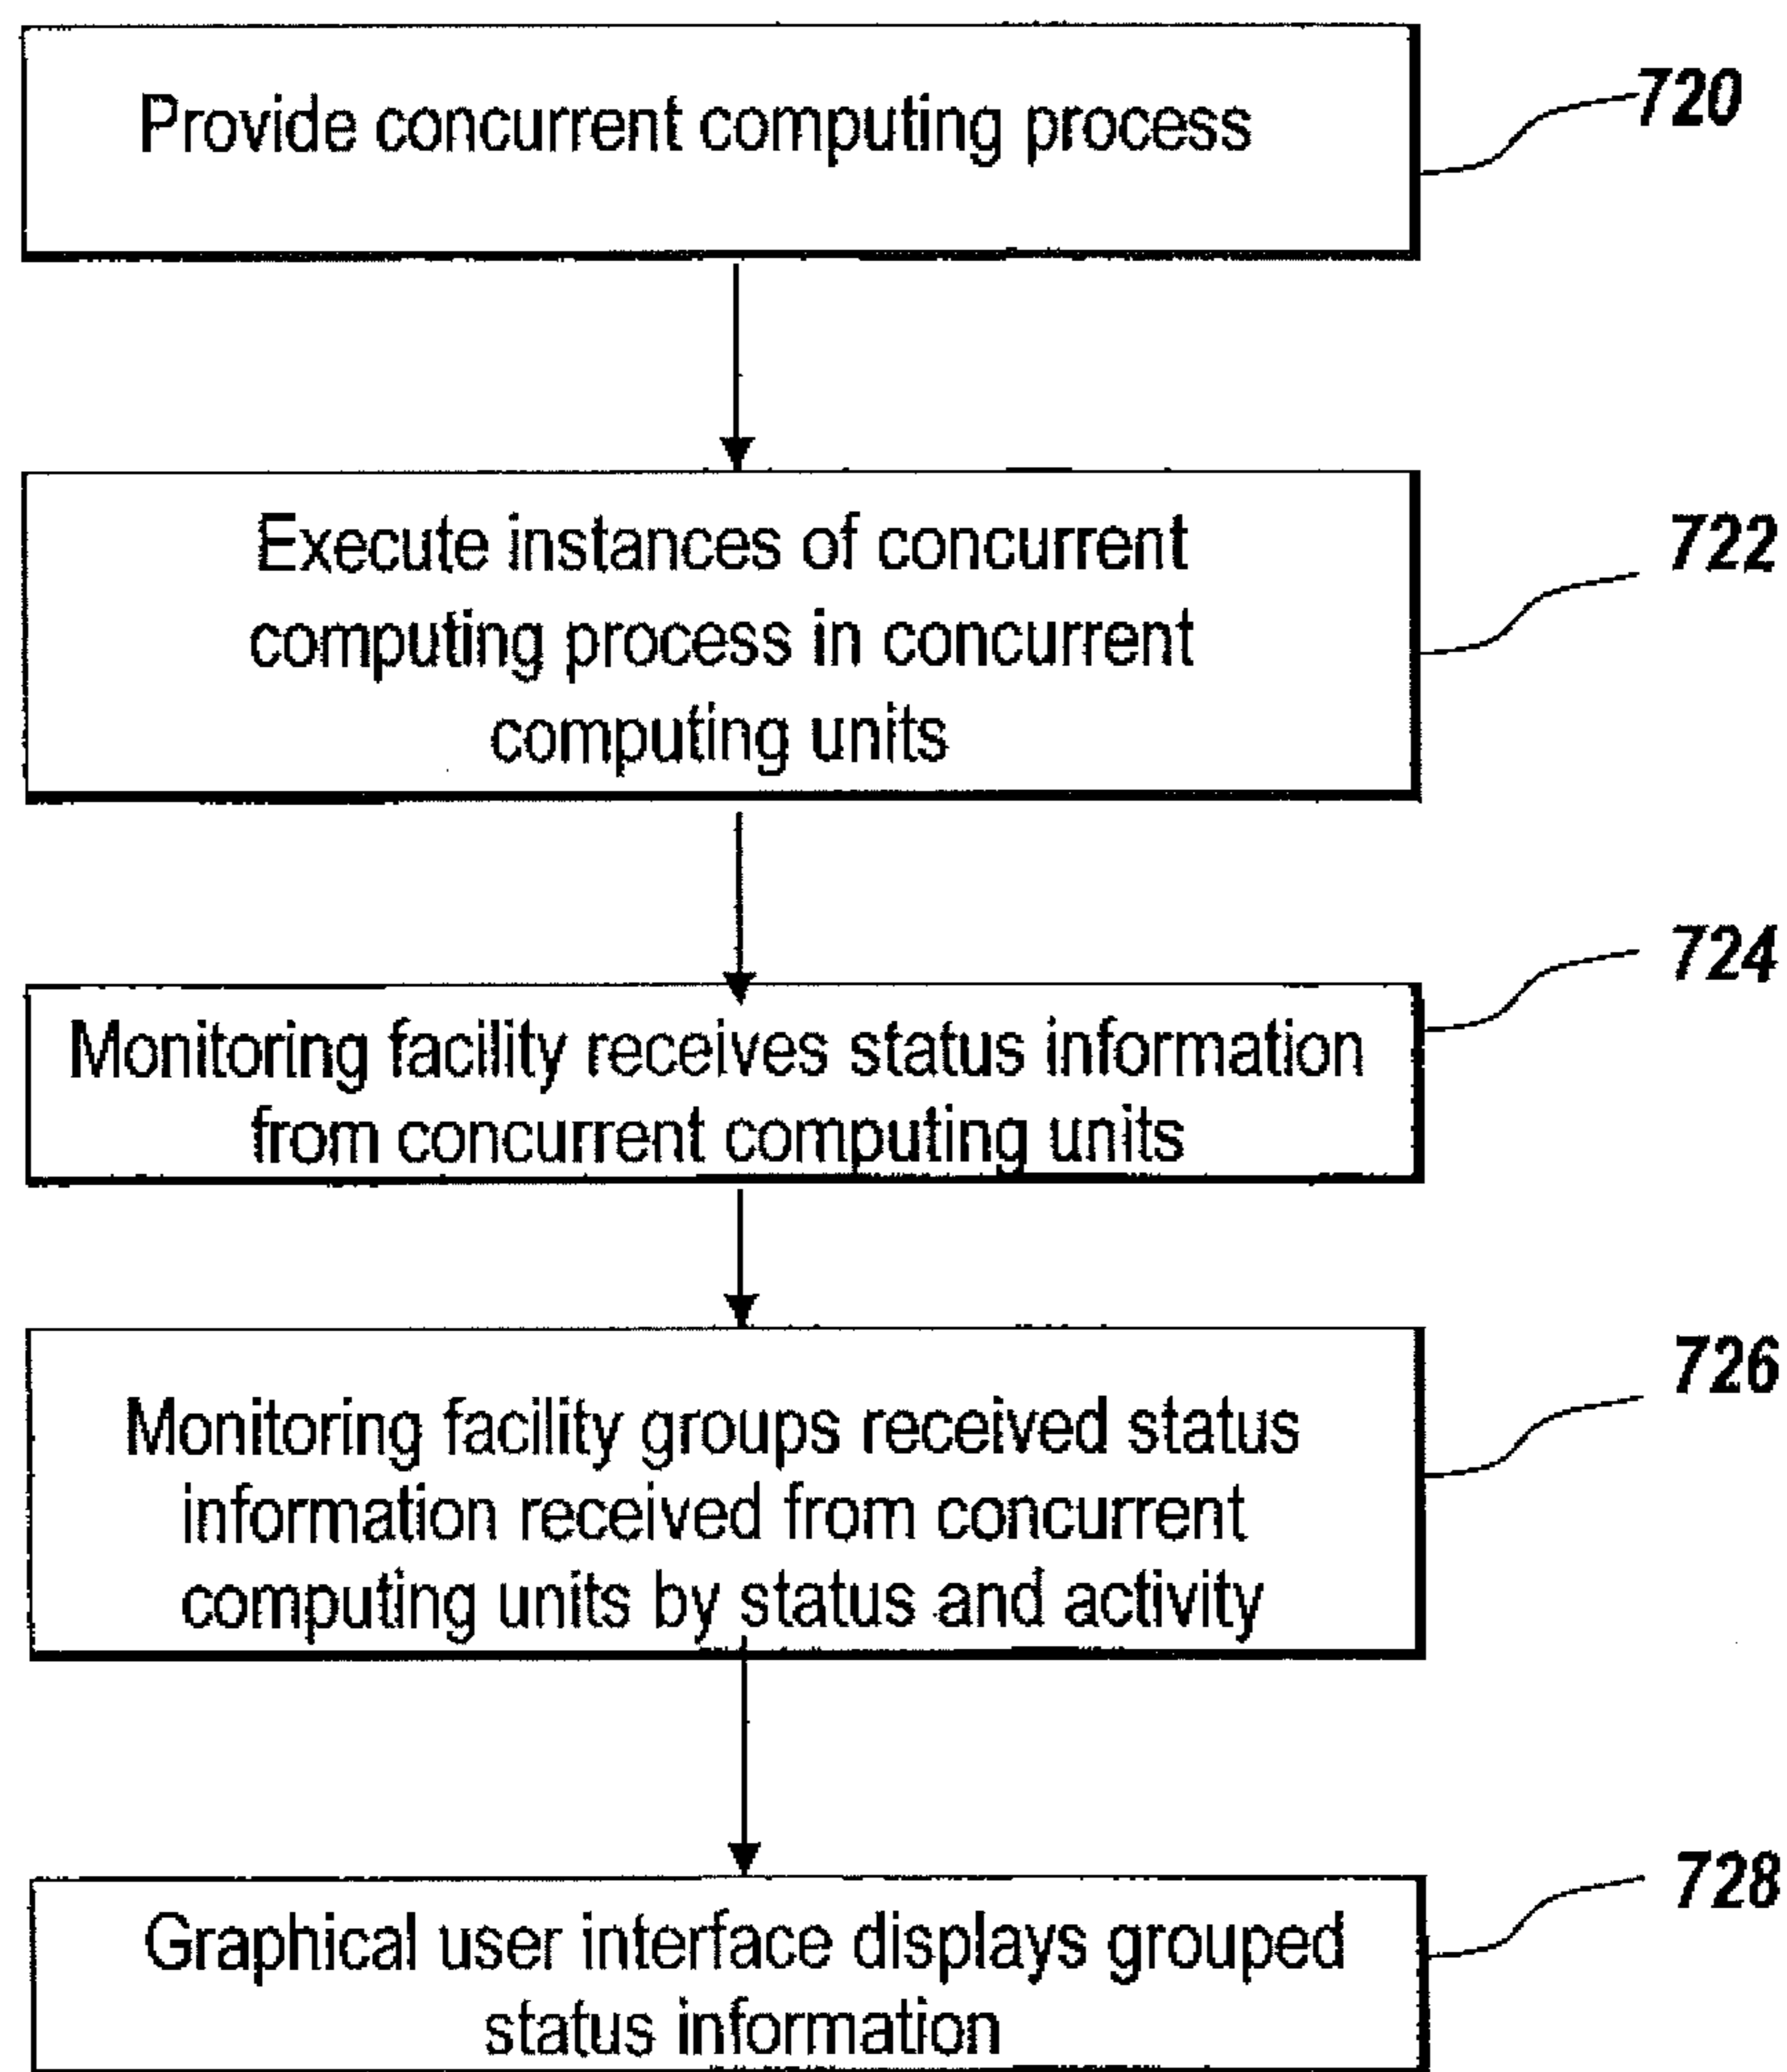 Provide concurrent computing process
720
Execute instances of concurrent
computing process in concurrent
computing units
722
Monitoring facility receives status information
from concurrent computing units
724
Monitoring facility groups received status
information received from concurrent
computing units by status and activity
726
Graphical user interface displays grouped
status information
728